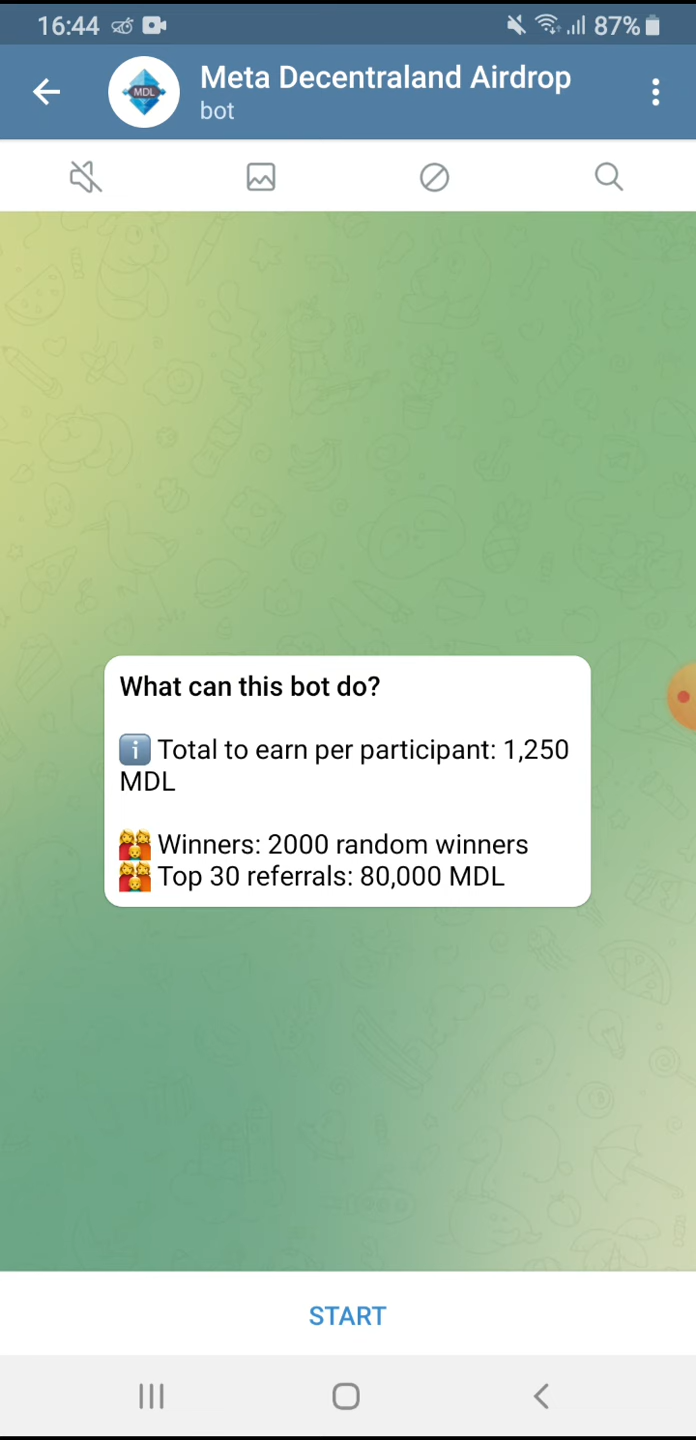 16:44
87%
Meta Decentraland Airdrop
MDL
bot
What can this bot do?
ℹ️ Total to earn per participant: 1,250
MDL
Winners: 2000 random winners
Top 30 referrals: 80,000 MDL
START